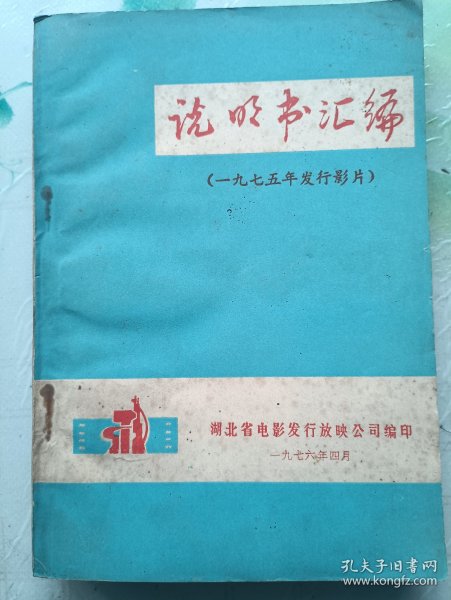 说明书汇编
(一九七五年发行影片)
湖北省电影发行放映公司编印
一九七六年四月
孔夫子旧书网
www.kongfz.com